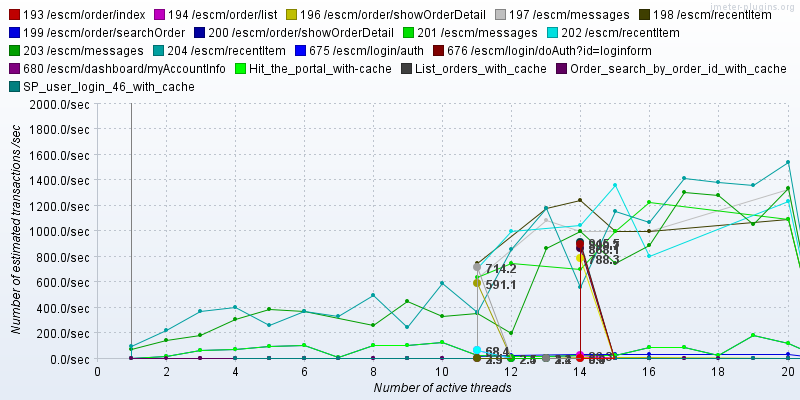 jmeter-plugins.org
193 /escm/order/index 194 /escm/order/list 196 /escm/order/showOrderDetail 197 /escm/messages 198 /escm/recentItem
199 /escm/order/searchOrder 200 /escm/order/showOrderDetail 201 /escm/messages 202 /escm/recentItem
203 /escm/messages 204 /escm/recentItem 675 /escm/login/auth 676 /escm/login/doAuth?id=loginform
680 /escm/dashboard/myAccountInfo Hit_the_portal_with-cache List_orders_with_cache Order_search_by_order_id_with_cache
SP_user_login_46_with_cache
Number of estimated transactions /sec
2000.0/sec
1800.0/sec
1600.0/sec
1400.0/sec
1200.0/sec
1000.0/sec
800.0/sec
600.0/sec
400.0/sec
200.0/sec
0.0/sec
714.2
591.1
788.3
68.4
0 2 4 6 8 10 12 14 16 18 20
Number of active threads